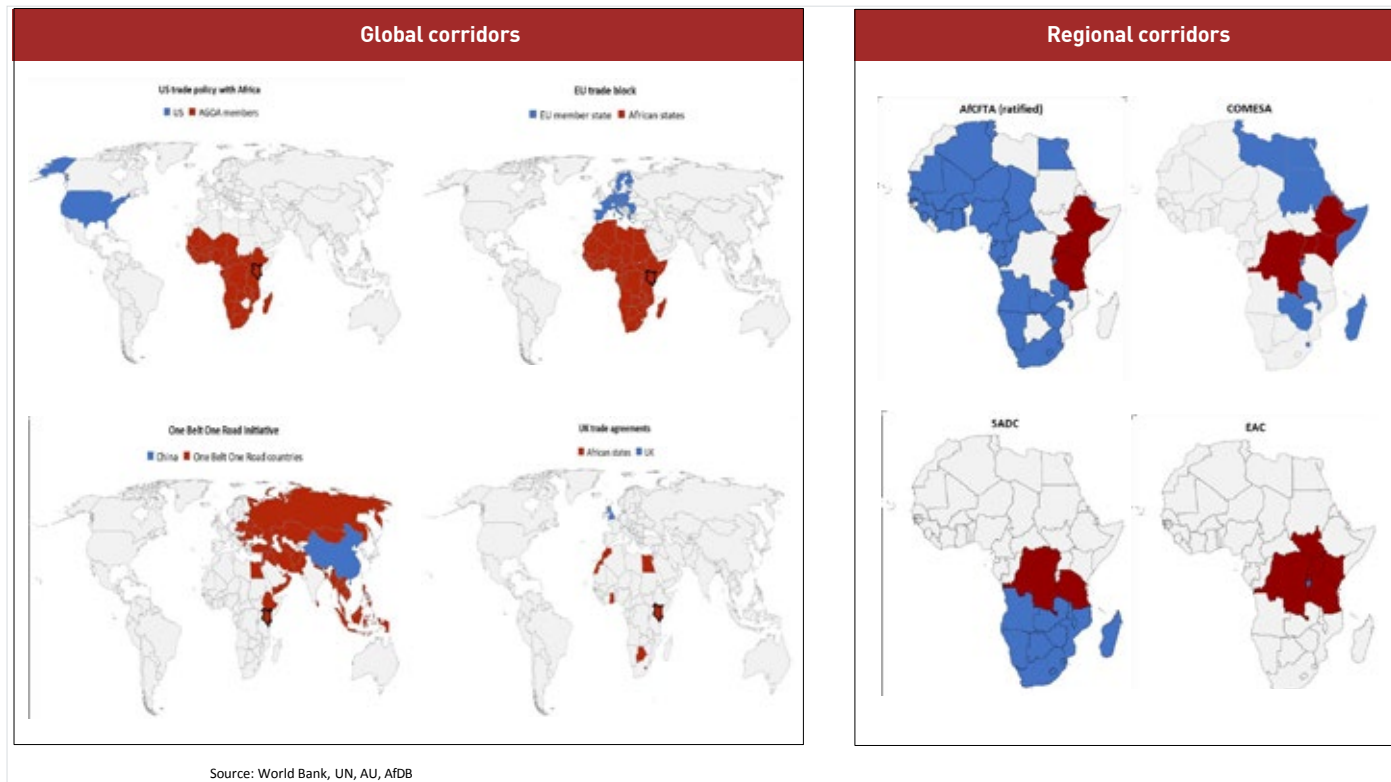 Global corridors
US trade policy with Africa
US AGOA members
EU trade block
EU member state African states
One Belt One Road Initiative
China One Belt One Road countries
UK trade agreements
African states UK
Regional corridors
AfCFTA (ratified)
COMESA
SADC
EAC
Source: World Bank, UN, AU, AfDB